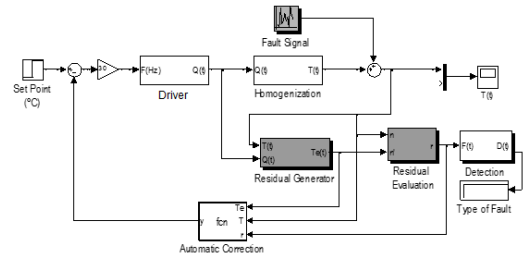 Fault Signal
Set Point
(ºC)
F(Hz)
Q(t)
Driver
Q(t)
T(t)
Homogenization
T(t)
T(t)
Q(t)
Te(t)
Residual Generator
r
Residual
Evaluation
F(t)
D(t)
Detection
Type of Fault
y
fcn
Te
T
r
Automatic Correction